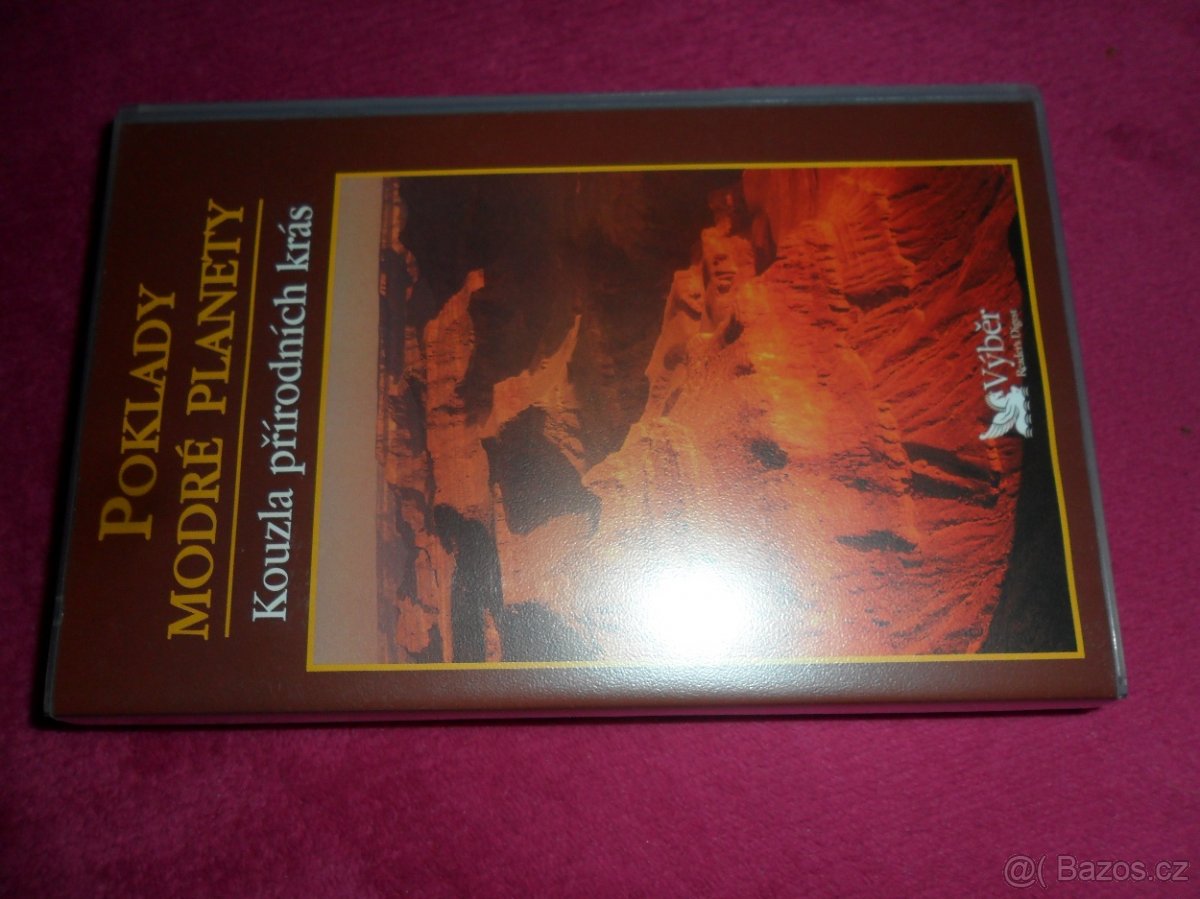 POKLADY
MODRÉ PLANETY
Kouzla přírodních krás
Výběr
Reader's Digest
@( Bazos.cz